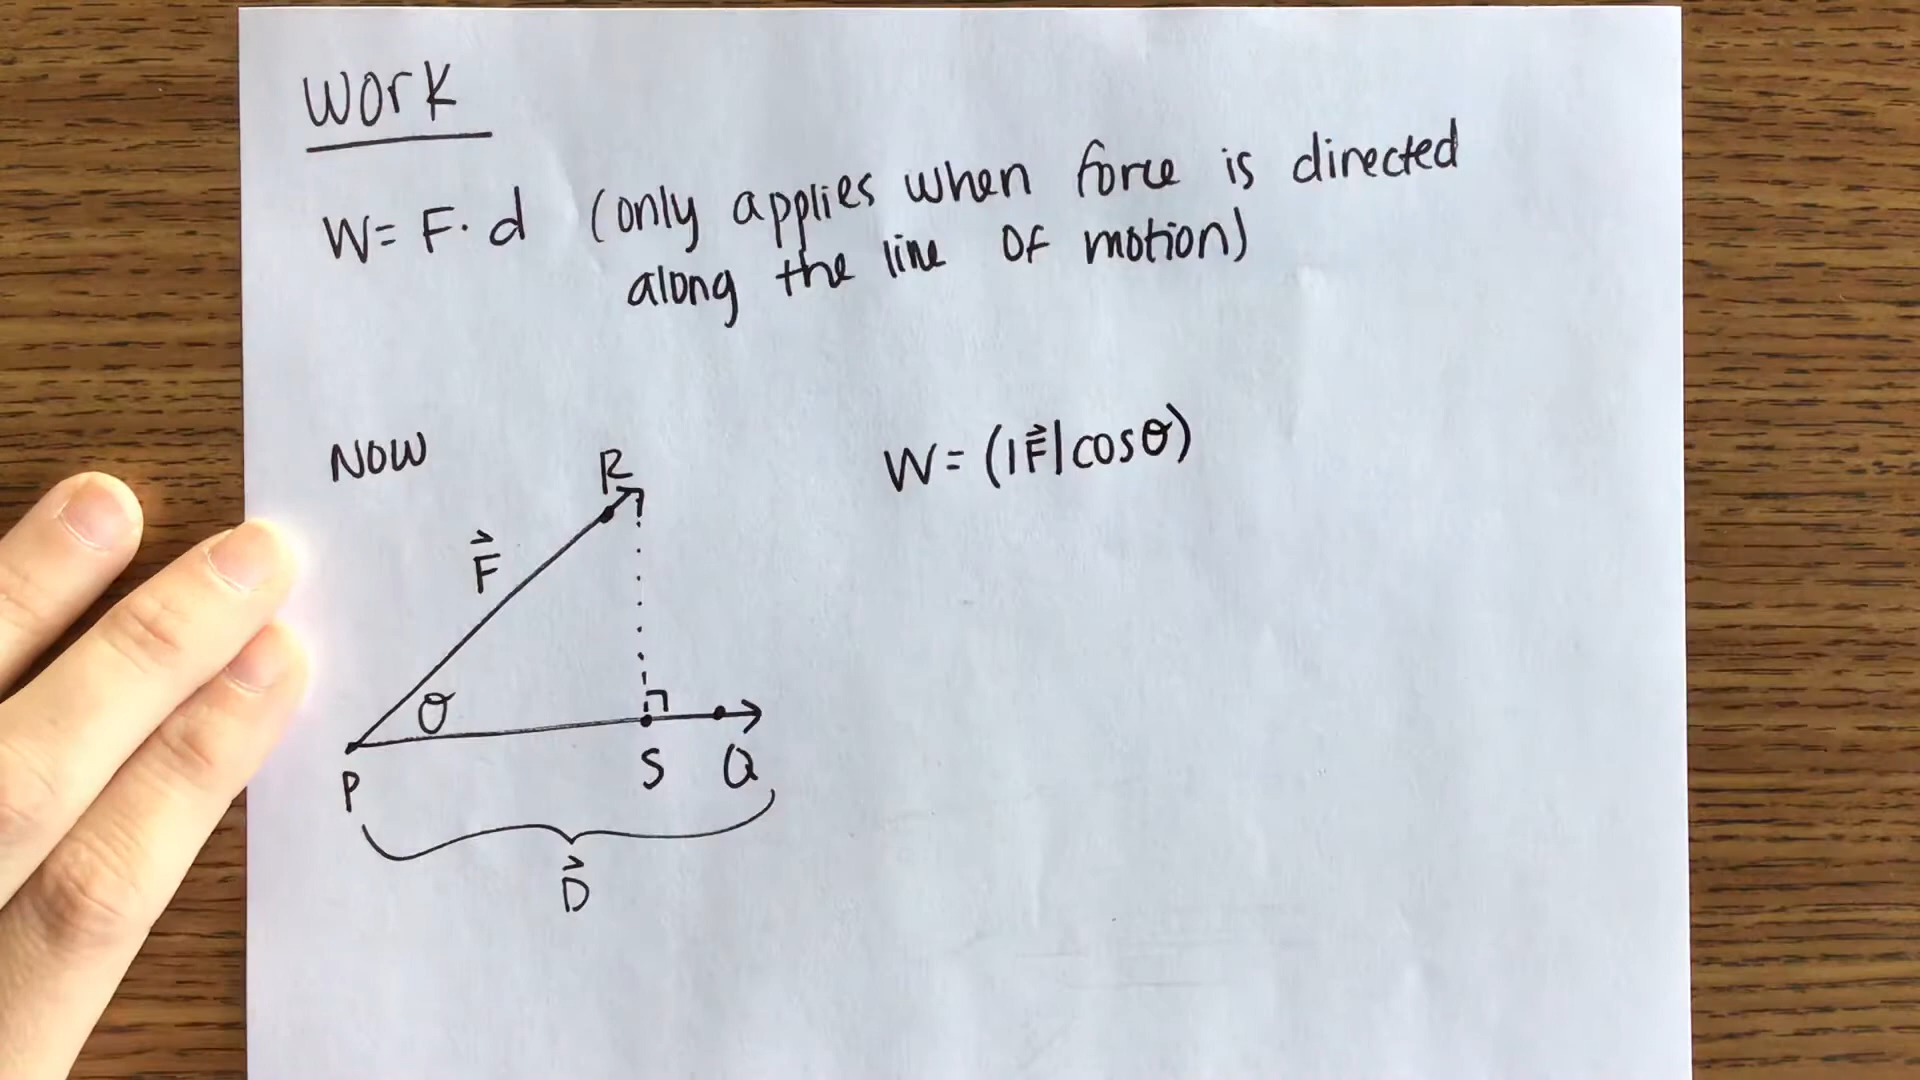 Work
W= F · d (only applies when force is directed
along the line of motion)
NOW
W= (|F⃗|cosθ)
R
F⃗
θ
P
S Q
D⃗